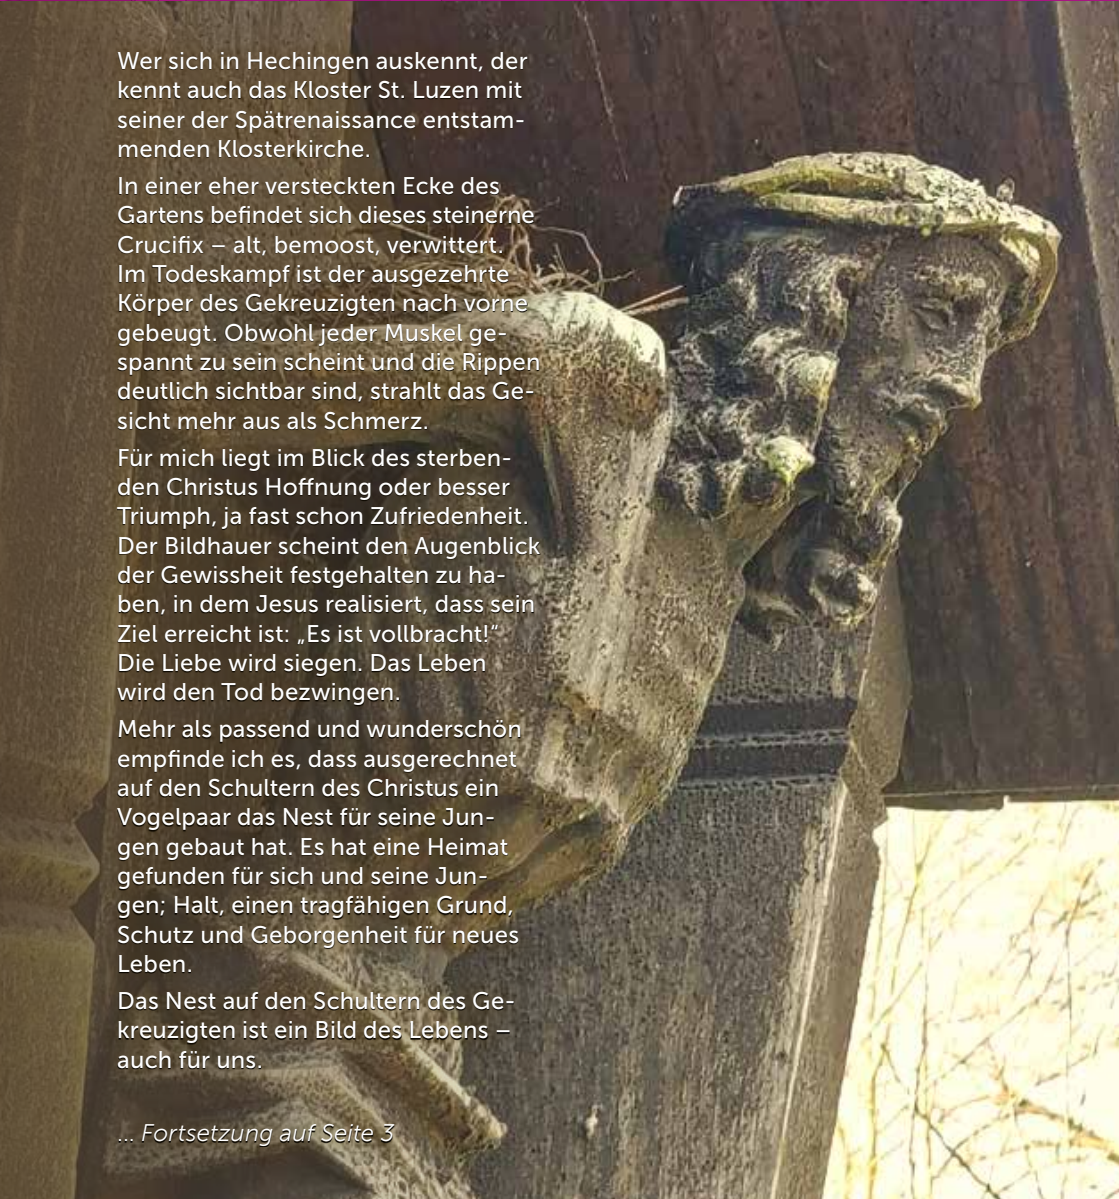 Wer sich in Hechingen auskennt, der
kennt auch das Kloster St. Luzen mit
seiner der Spätrenaissance entstam-
menden Klosterkirche.
In einer eher versteckten Ecke des
Gartens befindet sich dieses steinerne
Crucifix – alt, bemoost, verwittert.
Im Todeskampf ist der ausgezehrte
Körper des Gekreuzigten nach vorne
gebeugt. Obwohl jeder Muskel ge-
spannt zu sein scheint und die Rippen
deutlich sichtbar sind, strahlt das Ge-
sicht mehr aus als Schmerz.
Für mich liegt im Blick des sterben-
den Christus Hoffnung oder besser
Triumph, ja fast schon Zufriedenheit.
Der Bildhauer scheint den Augenblick
der Gewissheit festgehalten zu ha-
ben, in dem Jesus realisiert, dass sein
Ziel erreicht ist: „Es ist vollbracht!“
Die Liebe wird siegen. Das Leben
wird den Tod bezwingen.
Mehr als passend und wunderschön
empfinde ich es, dass ausgerechnet
auf den Schultern des Christus ein
Vogelpaar das Nest für seine Jun-
gen gebaut hat. Es hat eine Heimat
gefunden für sich und seine Jun-
gen; Halt, einen tragfähigen Grund,
Schutz und Geborgenheit für neues
Leben.
Das Nest auf den Schultern des Ge-
kreuzigten ist ein Bild des Lebens –
auch für uns.
... Fortsetzung auf Seite 3